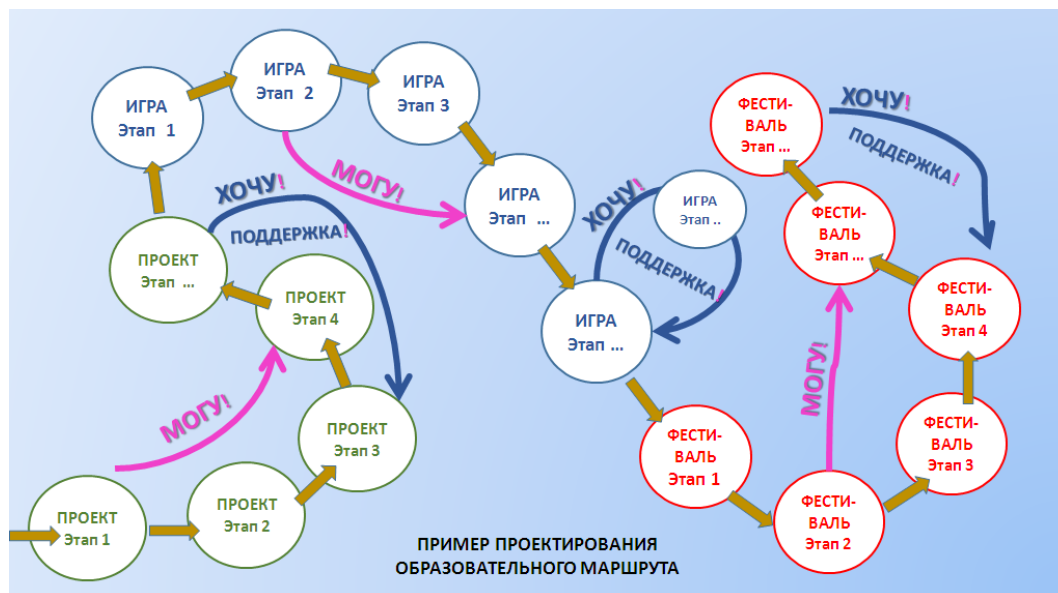 ИГРА
Этап 1
ИГРА
Этап 2
ИГРА
Этап 3
МОГУ!
ИГРА
Этап ...
ХОЧУ!
ПОДДЕРЖКА!
ПРОЕКТ
Этап ...
ПРОЕКТ
Этап 4
МОГУ!
ПРОЕКТ
Этап 3
ПРОЕКТ
Этап 2
ПРОЕКТ
Этап 1
ХОЧУ!
ИГРА
Этап ..
ПОДДЕРЖКА!
ИГРА
Этап ...
ФЕСТИ-
ВАЛЬ
Этап ...
ХОЧУ!
ПОДДЕРЖКА!
ФЕСТИ-
ВАЛЬ
Этап ...
ФЕСТИ-
ВАЛЬ
Этап 4
МОГУ!
ФЕСТИ-
ВАЛЬ
Этап 3
ФЕСТИ-
ВАЛЬ
Этап 1
ФЕСТИ-
ВАЛЬ
Этап 2
ПРИМЕР ПРОЕКТИРОВАНИЯ
ОБРАЗОВАТЕЛЬНОГО МАРШРУТА